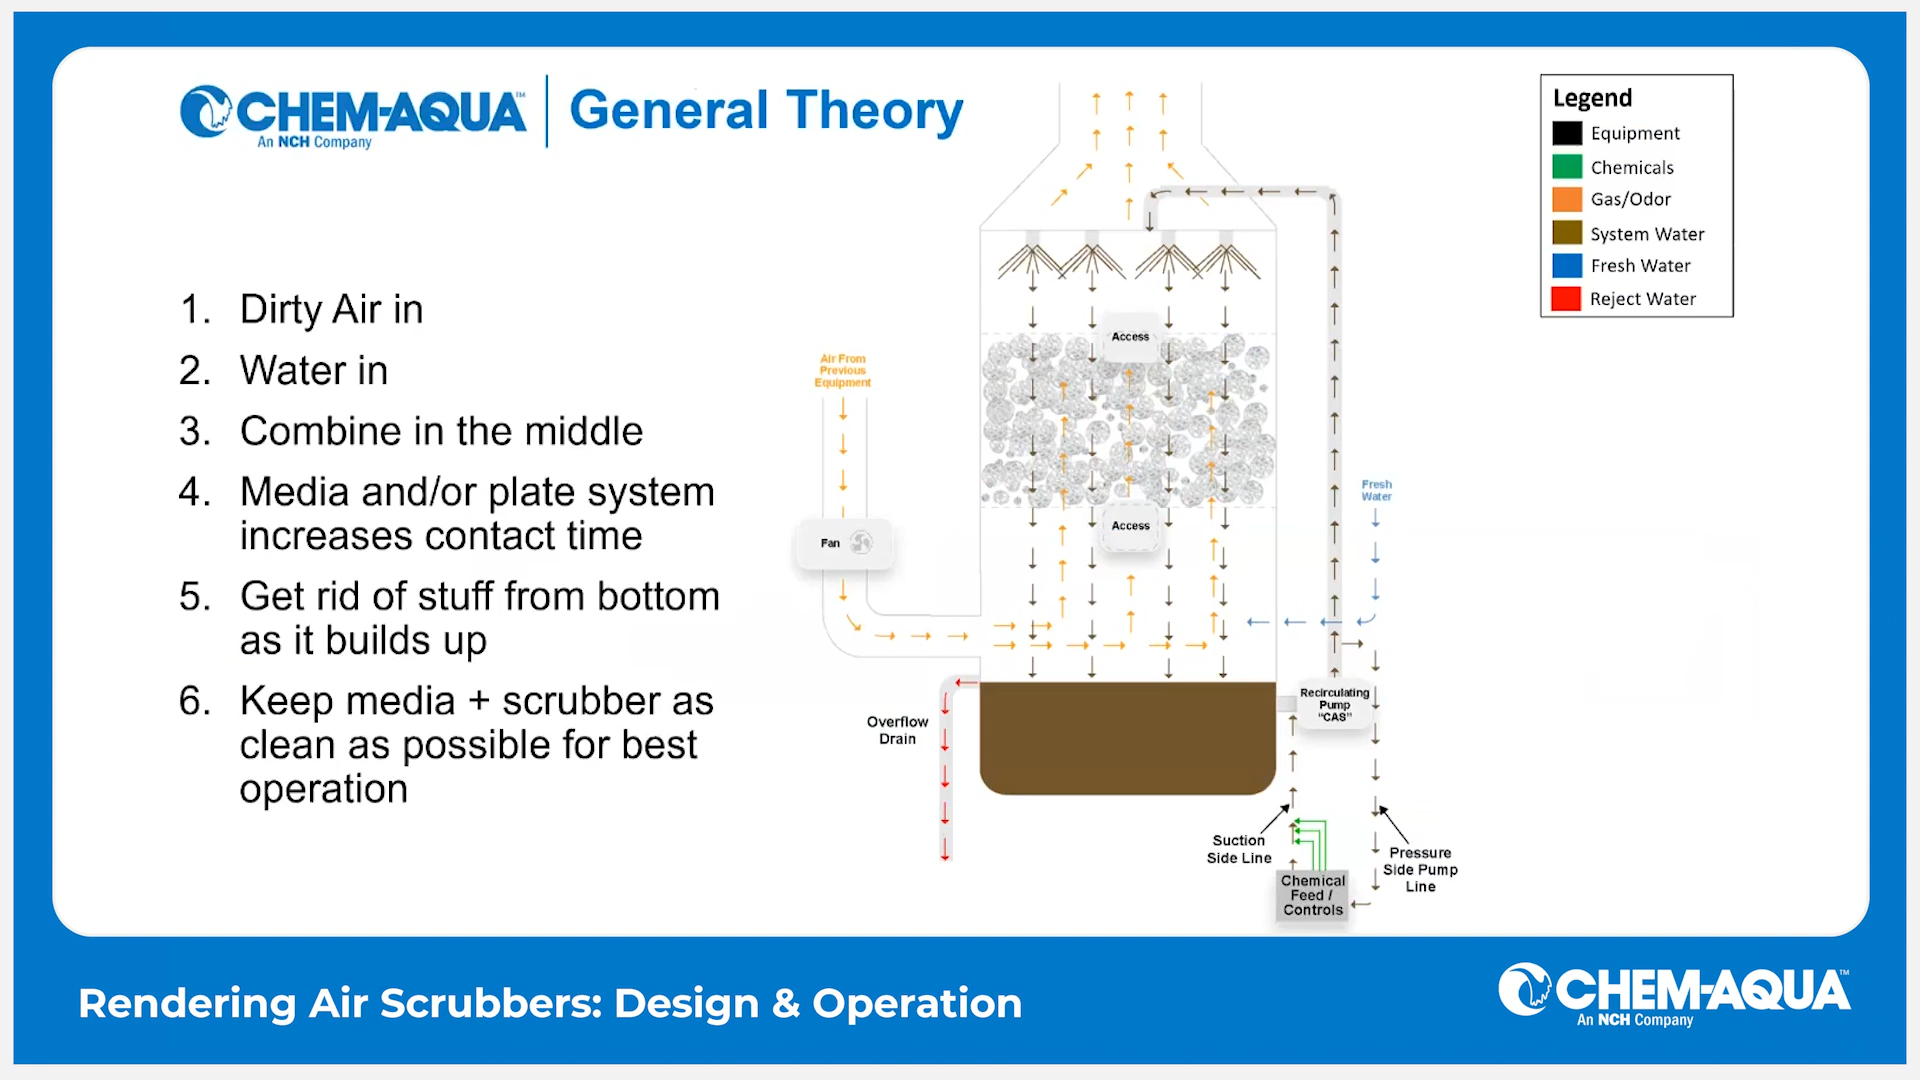 CHEM-AQUA™
An NCH Company
General Theory
1. Dirty Air in
2. Water in
3. Combine in the middle
4. Media and/or plate system
increases contact time
5. Get rid of stuff from bottom
as it builds up
6. Keep media + scrubber as
clean as possible for best
operation
Air From
Previous
Equipment
Fan
Access
Access
Overflow
Drain
Fresh
Water
Recirculating
Pump
"CAS"
Suction
Side Line
Chemical
Feed /
Controls
Pressure
Side Pump
Line
Legend
Equipment
Chemicals
Gas/Odor
System Water
Fresh Water
Reject Water
Rendering Air Scrubbers: Design & Operation
CHEM-AQUA™
An NCH Company